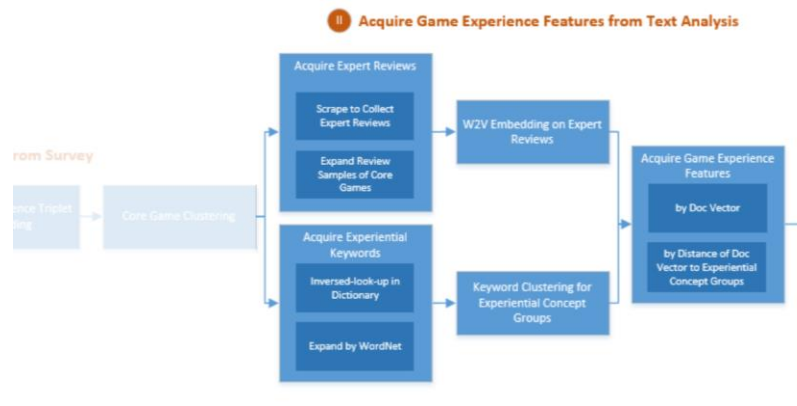 II Acquire Game Experience Features from Text Analysis
Acquire Expert Reviews
Scrape to Collect
Expert Reviews
Expand Review
Samples of Core
Games
W2V Embedding on Expert
Reviews
rom Survey
ence Triplet
ding
Core Game Clustering
Acquire Experiential
Keywords
Inversed-look-up in
Dictionary
Expand by WordNet
Keyword Clustering for
Experiential Concept
Groups
Acquire Game Experience
Features
by Doc Vector
by Distance of Doc
Vector to Experiential
Concept Groups